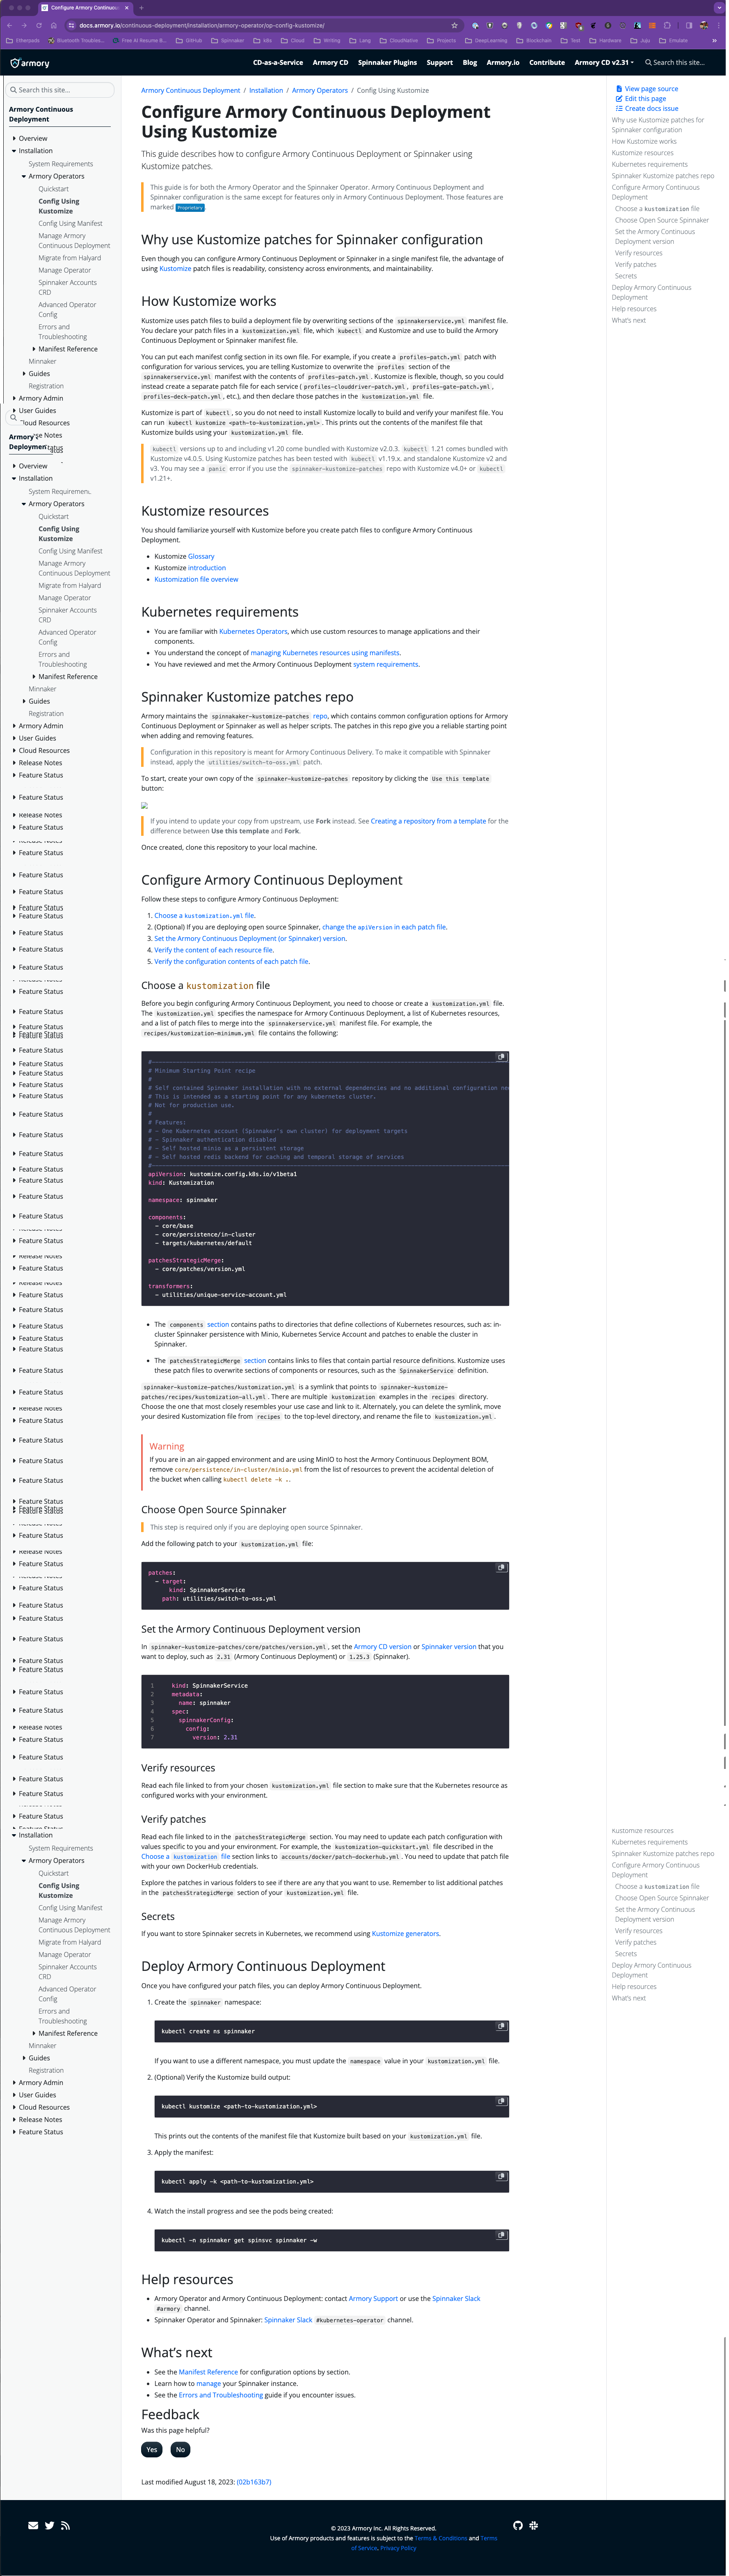 Configure Armory Continuous
docs.armory.io/continuous-deployment/installation/armory-operator/op-config-kustomize/
Etherpads
Bluetooth Troubles...
Free AI Resume B...
GitHub
Spinnaker
k8s
Cloud
Writing
Lang
CloudNative
Projects
DeepLearning
Blockchain
Test
Hardware
JuJu
Emulate
armory
CD-as-a-Service
Armory CD
Spinnaker Plugins
Support
Blog
Armory.io
Contribute
Armory CD v2.31
Search this site...
Search this site...
Armory Continuous
Deployment
Overview
Installation
System Requirements
Armory Operators
Quickstart
Config Using
Kustomize
Config Using Manifest
Manage Armory
Continuous Deployment
Migrate from Halyard
Manage Operator
Spinnaker Accounts
CRD
Advanced Operator
Config
Errors and
Troubleshooting
Manifest Reference
Minnaker
Guides
Registration
Armory Admin
User Guides
Cloud Resources
Armory Continuous Deployment / Installation / Armory Operators / Config Using Kustomize
Configure Armory Continuous Deployment
Using Kustomize
This guide describes how to configure Armory Continuous Deployment or Spinnaker using
Kustomize patches.
This guide is for both the Armory Operator and the Spinnaker Operator. Armory Continuous Deployment and
Spinnaker configuration is the same except for features only in Armory Continuous Deployment. Those features are
marked Proprietary
Why use Kustomize patches for Spinnaker configuration
Even though you can configure Armory Continuous Deployment or Spinnaker in a single manifest file, the advantage of
using Kustomize patch files is readability, consistency across environments, and maintainability.
How Kustomize works
Kustomize uses patch files to build a deployment file by overwriting sections of the spinnakerservice.yml manifest file.
You declare your patch files in a kustomization.yml file, which kubectl and Kustomize and use to build the Armory
Continuous Deployment or Spinnaker manifest file.
You can put each manifest config section in its own file. For example, if you create a profiles-patch.yml patch with
configuration for various services, you are telling Kustomize to overwrite the profiles section of the
spinnakerservice.yml manifest with the contents of profiles-patch.yml. Kustomize is flexible, though, so you could
instead create a separate patch file for each service ( profiles-clouddriver-patch.yml, profiles-gate-patch.yml,
profiles-deck-patch.yml, etc.), and then declare those patches in the kustomization.yml file.
Kustomize is part of kubectl, so you do not need to install Kustomize locally to build and verify your manifest file. You can
run kubectl kustomize <path-to-kustomization.yml>. This prints out the contents of the manifest file that
Kustomize builds using your kustomization.yml file.
kubectl versions up to and including v1.20 come bundled with Kustomize v2.0.3. kubectl 1.21 comes bundled with
Kustomize v4.0.5. Using Kustomize patches has been tested with kubectl v1.19.x. and standalone Kustomize v2 and
v3. You may see a panic error if you use the spinnaker-kustomize-patches repo with Kustomize v4.0+ or kubectl
v1.21+.
Kustomize resources
You should familiarize yourself with Kustomize before you create patch files to configure Armory Continuous
Deployment.
Kustomize Glossary
Kustomize introduction
Kustomization file overview
Kubernetes requirements
You are familiar with Kubernetes Operators, which use custom resources to manage applications and their
components.
You understand the concept of managing Kubernetes resources using manifests.
You have reviewed and met the Armory Continuous Deployment system requirements.
Spinnaker Kustomize patches repo
Armory maintains the spinnakaker-kustomize-patches repo, which contains common configuration options for Armory
Continuous Deployment or Spinnaker as well as helper scripts. The patches in this repo give you a reliable starting point
when adding and removing features.
Configuration in this repository is meant for Armory Continuous Delivery. To make it compatible with Spinnaker
instead, apply the utilities/switch-to-oss.yml patch.
To start, create your own copy of the spinnaker-kustomize-patches repository by clicking the Use this template
button:
If you intend to update your copy from upstream, use Fork instead. See Creating a repository from a template for the
difference between Use this template and Fork.
Once created, clone this repository to your local machine.
Configure Armory Continuous Deployment
Follow these steps to configure Armory Continuous Deployment:
1. Choose a kustomization.yml file.
2. (Optional) If you are deploying open source Spinnaker, change the apiVersion in each patch file.
3. Set the Armory Continuous Deployment (or Spinnaker) version.
4. Verify the content of each resource file.
5. Verify the configuration contents of each patch file.
Choose a kustomization file
Before you begin configuring Armory Continuous Deployment, you need to choose or create a kustomization.yml file.
The kustomization.yml specifies the namespace for Armory Continuous Deployment, a list of Kubernetes resources,
and a list of patch files to merge into the spinnakerservice.yml manifest file. For example, the
recipes/kustomization-minimum.yml file contains the following:
# Minimum Starting Point recipe
#
# Self contained Spinnaker installation with no external dependencies and no additional configuration nee
# This is intended as a starting point for any kubernetes cluster.
# Not for production use.
#
# Features:
# - One Kubernetes account (Spinnaker's own cluster) for deployment targets
# - Spinnaker authentication disabled
# - Self hosted minio as a persistent storage
# - Self hosted redis backend for caching and temporal storage of services
apiVersion: kustomize.config.k8s.io/v1beta1
kind: Kustomization
namespace: spinnaker
components:
- core/base
- core/persistence/in-cluster
- targets/kubernetes/default
patchesStrategicMerge:
- core/patches/version.yml
transformers:
- utilities/unique-service-account.yml
The components section contains paths to directories that define collections of Kubernetes resources, such as: in-
cluster Spinnaker persistence with Minio, Kubernetes Service Account and patches to enable the cluster in
Spinnaker.
The patchesStrategicMerge section contains links to files that contain partial resource definitions. Kustomize uses
these patch files to overwrite sections of components or resources, such as the SpinnakerService definition.
spinnaker-kustomize-patches/kustomization.yml is a symlink that points to spinnaker-kustomize-
patches/recipes/kustomization-all.yml. There are multiple kustomization examples in the recipes directory.
Choose the one that most closely resembles your use case and link to it. Alternately, you can delete the symlink, move
your desired Kustomization file from recipes to the top-level directory, and rename the file to kustomization.yml.
Warning
If you are in an air-gapped environment and are using MinIO to host the Armory Continuous Deployment BOM,
remove core/persistence/in-cluster/minio.yml from the list of resources to prevent the accidental deletion of
the bucket when calling kubectl delete -k ..
Choose Open Source Spinnaker
This step is required only if you are deploying open source Spinnaker.
Add the following patch to your kustomization.yml file:
patches:
- target:
kind: SpinnakerService
path: utilities/switch-to-oss.yml
Set the Armory Continuous Deployment version
In spinnaker-kustomize-patches/core/patches/version.yml, set the Armory CD version or Spinnaker version that you
want to deploy, such as 2.31 (Armory Continuous Deployment) or 1.25.3 (Spinnaker).
1 kind: SpinnakerService
2 metadata:
3 name: spinnaker
4 spec:
5 spinnakerConfig:
6 config:
7 version: 2.31
Verify resources
Read each file linked to from your chosen kustomization.yml file section to make sure that the Kubernetes resource as
configured works with your environment.
Verify patches
Read each file linked to in the patchesStrategicMerge section. You may need to update each patch configuration with
values specific to you and your environment. For example, the kustomization-quickstart.yml file described in the
Choose a kustomization file section links to accounts/docker/patch-dockerhub.yml. You need to update that patch
with your own DockerHub credentials.
Explore the patches in various folders to see if there are any that you want to use. Remember to list additional patches
in the patchesStrategicMerge section of your kustomization.yml file.
Secrets
If you want to store Spinnaker secrets in Kubernetes, we recommend using Kustomize generators.
Deploy Armory Continuous Deployment
Once you have configured your patch files, you can deploy Armory Continuous Deployment.
1. Create the spinnaker namespace:
kubectl create ns spinnaker
If you want to use a different namespace, you must update the namespace value in your kustomization.yml file.
2. (Optional) Verify the Kustomize build output:
kubectl kustomize <path-to-kustomization.yml>
This prints out the contents of the manifest file that Kustomize built based on your kustomization.yml file.
3. Apply the manifest:
kubectl apply -k <path-to-kustomization.yml>
4. Watch the install progress and see the pods being created:
kubectl -n spinnaker get spinsvc spinnaker -w
Help resources
Armory Operator and Armory Continuous Deployment: contact Armory Support or use the Spinnaker Slack
#armory channel.
Spinnaker Operator and Spinnaker: Spinnaker Slack #kubernetes-operator channel.
What's next
See the Manifest Reference for configuration options by section.
Learn how to manage your Spinnaker instance.
See the Errors and Troubleshooting guide if you encounter issues.
Feedback
Was this page helpful?
Yes
No
Last modified August 18, 2023: (02b163b7)
View page source
Edit this page
Create docs issue
Why use Kustomize patches for
Spinnaker configuration
How Kustomize works
Kustomize resources
Kubernetes requirements
Spinnaker Kustomize patches repo
Configure Armory Continuous
Deployment
Choose a kustomization file
Choose Open Source Spinnaker
Set the Armory Continuous
Deployment version
Verify resources
Verify patches
Secrets
Deploy Armory Continuous
Deployment
Help resources
What's next
© 2023 Armory Inc. All Rights Reserved.
Use of Armory products and features is subject to the Terms & Conditions and Terms
of Service, Privacy Policy